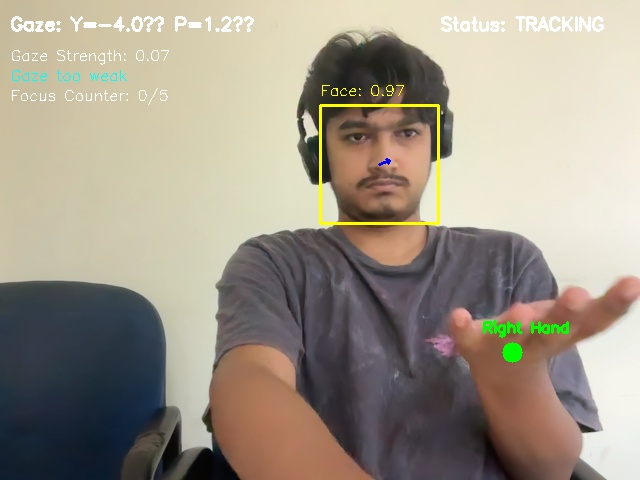 Gaze: Y=-4.0?? P=1.2??
Status: TRACKING
Gaze Strength: 0.07
Gaze too weak
Focus Counter: 0/5
Face: 0.97
Right Hand